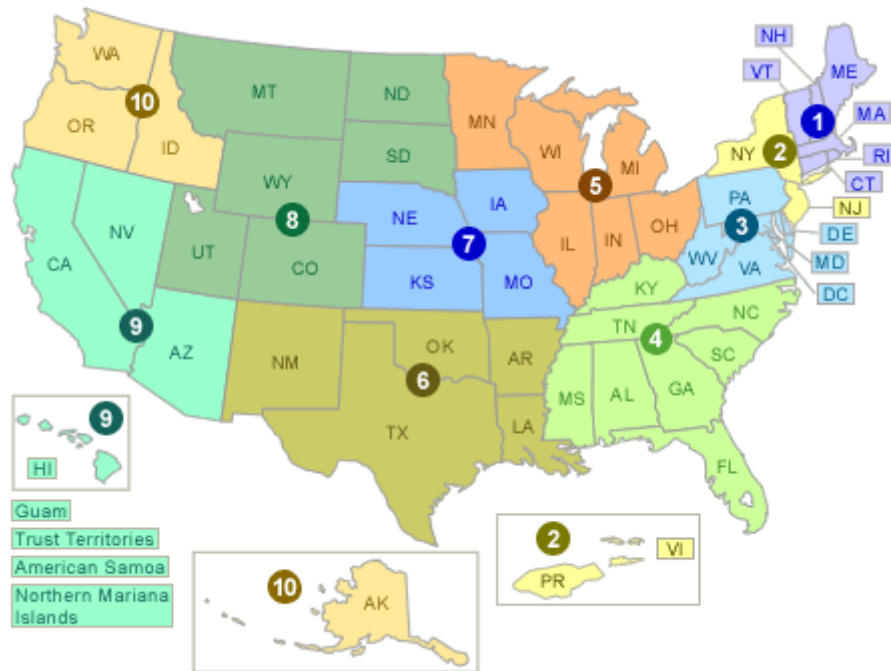 NH
WA
VT
ME
MT
ND
10
MN
MA
1
OR
ID
2
NY
WI
MI
RI
SD
CT
WY
5
PA
NJ
IA
8
NE
3
OH
DE
NV
7
IL
IN
UT
WV
MD
CA
CO
VA
KS
MO
DC
KY
NC
9
TN
4
AZ
OK
AR
SC
NM
6
MS
AL
GA
9
TX
LA
HI
FL
Guam
2
Trust Territories
VI
American Samoa
PR
10
Northern Mariana
Islands
AK